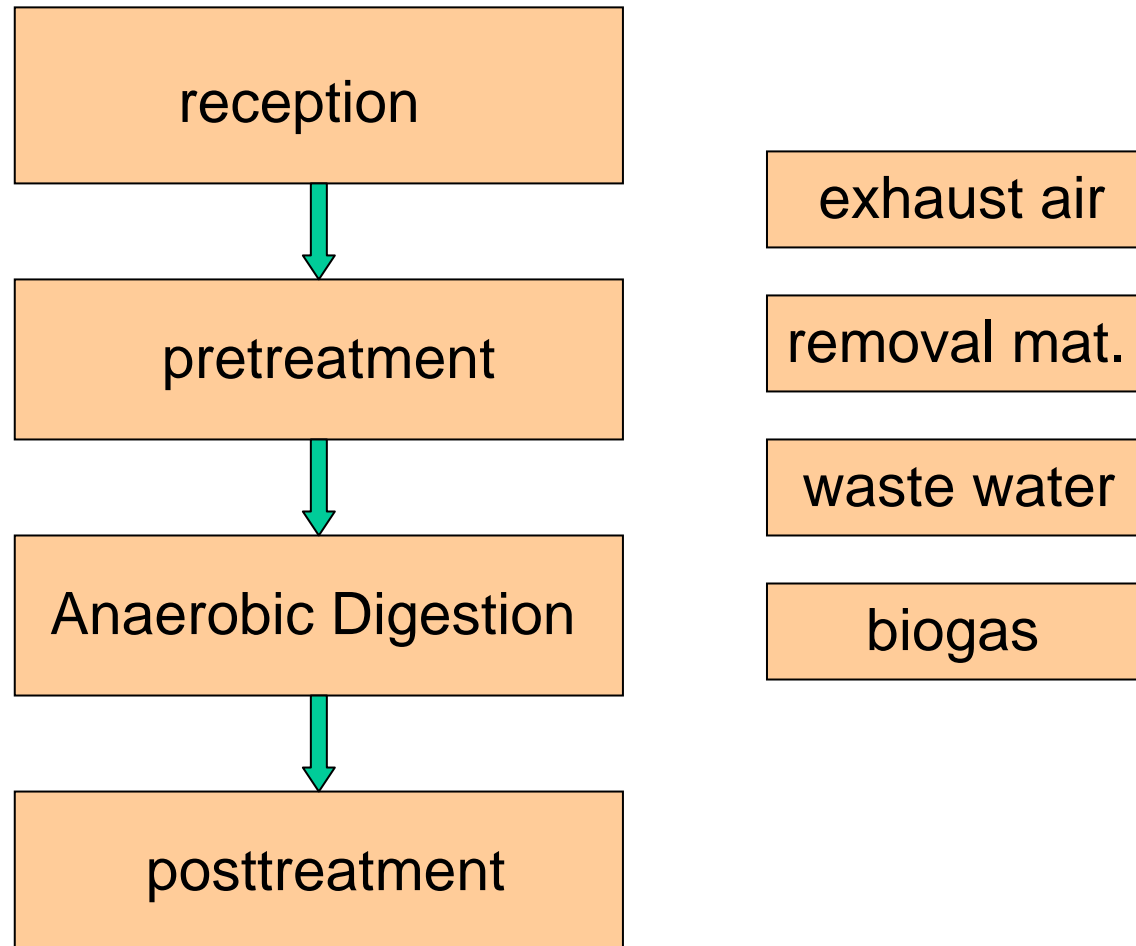 reception
pretreatment
Anaerobic Digestion
posttreatment
exhaust air
removal mat.
waste water
biogas